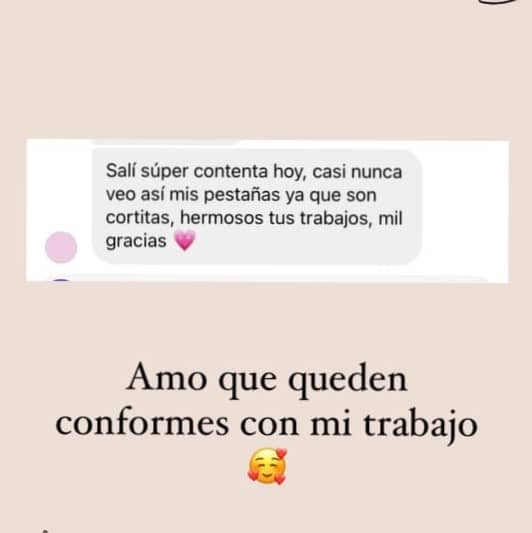 Salí súper contenta hoy, casi nunca
veo así mis pestañas ya que son
cortitas, hermosos tus trabajos, mil
gracias 💗
Amo que queden
conformes con mi trabajo
🥰